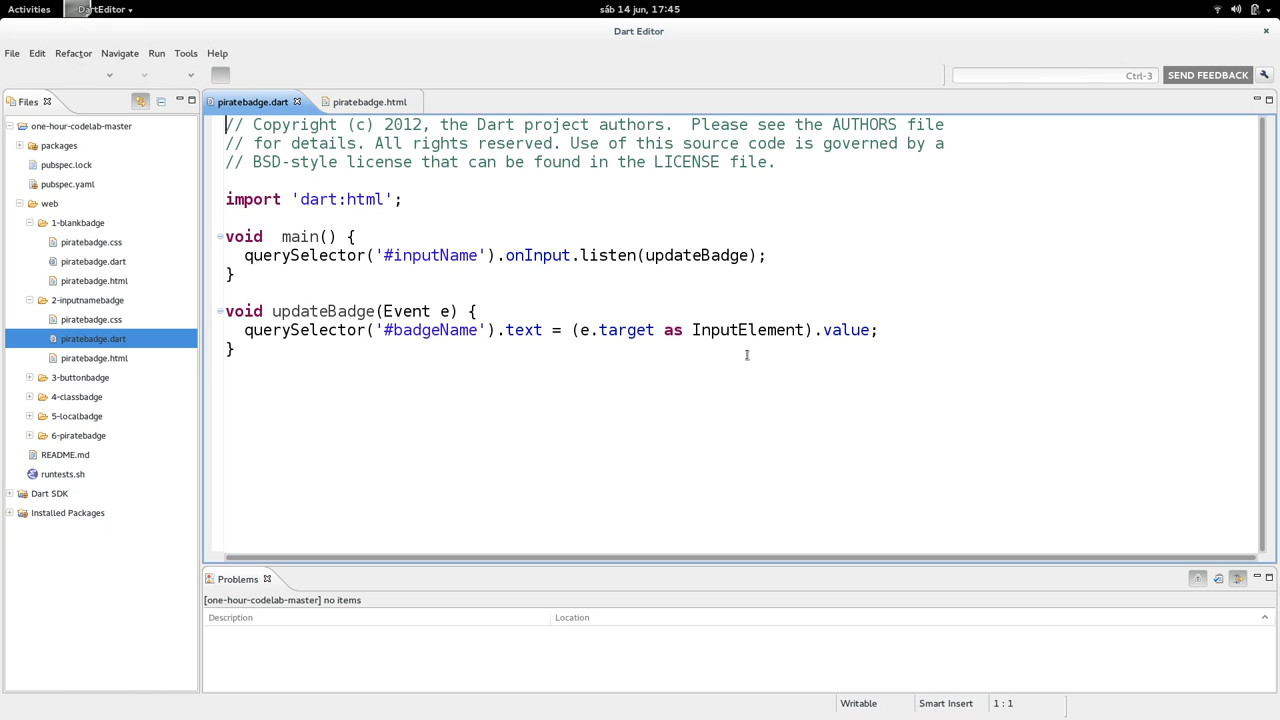 Activities DartEditor sáb 14 jun, 17:45
Dart Editor
File Edit Refactor Navigate Run Tools Help
Ctrl-3 SEND FEEDBACK
Files
one-hour-codelab-master
packages
pubspec.lock
pubspec.yaml
web
1-blankbadge
piratebadge.css
piratebadge.dart
piratebadge.html
2-inputnamebadge
piratebadge.css
piratebadge.dart
piratebadge.html
3-buttonbadge
4-classbadge
5-localbadge
6-piratebadge
README.md
runtests.sh
Dart SDK
Installed Packages
piratebadge.dart piratebadge.html
// Copyright (c) 2012, the Dart project authors.  Please see the AUTHORS file
// for details. All rights reserved. Use of this source code is governed by a
// BSD-style license that can be found in the LICENSE file.
import 'dart:html';
void  main() {
  querySelector('#inputName').onInput.listen(updateBadge);
}
void updateBadge(Event e) {
  querySelector('#badgeName').text = (e.target as InputElement).value;
}
Problems
[one-hour-codelab-master] no items
Description Location
Writable Smart Insert 1 : 1